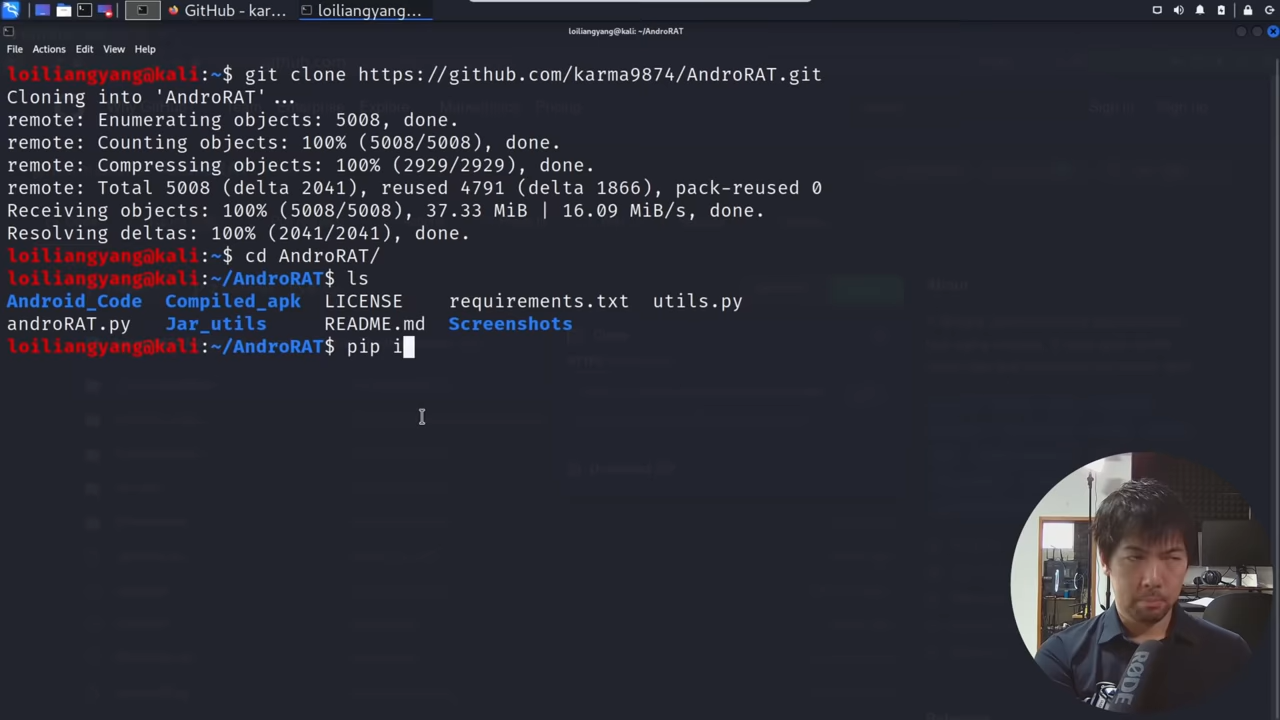 GitHub - kar...
loiliangyang...
loiliangyang@kali: ~/AndroRAT
File Actions Edit View Help
loiliangyang@kali:~$ git clone https://github.com/karma9874/AndroRAT.git
Cloning into 'AndroRAT'...
remote: Enumerating objects: 5008, done.
remote: Counting objects: 100% (5008/5008), done.
remote: Compressing objects: 100% (2929/2929), done.
remote: Total 5008 (delta 2041), reused 4791 (delta 1866), pack-reused 0
Receiving objects: 100% (5008/5008), 37.33 MiB | 16.09 MiB/s, done.
Resolving deltas: 100% (2041/2041), done.
loiliangyang@kali:~$ cd AndroRAT/
loiliangyang@kali:~/AndroRAT$ ls
Android_Code Compiled_apk LICENSE requirements.txt utils.py
androRAT.py Jar_utils README.md Screenshots
loiliangyang@kali:~/AndroRAT$ pip i
RØDE